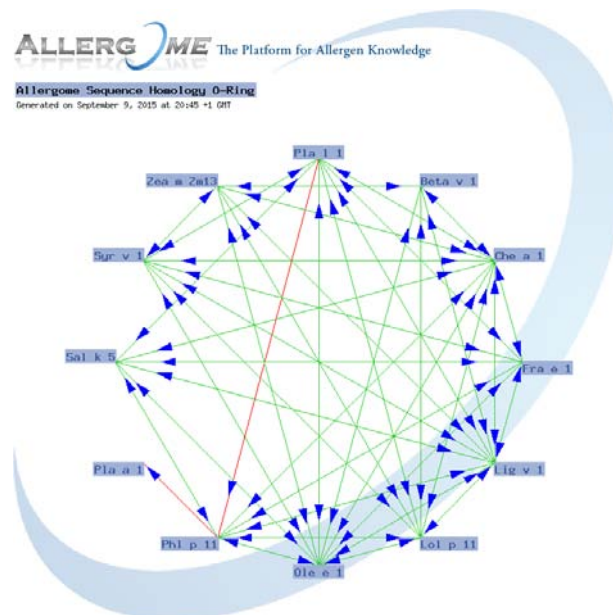 ALLERGOME The Platform for Allergen Knowledge
Allergome Sequence Homology O-Ring
Generated on September 9, 2015 at 20:45 +1 GMT
Pla l 1
Zea m Zm13
Beta v 1
Syr v 1
Che a 1
Sal k 5
Fra e 1
Pla a 1
Lig v 1
Phl p 11
Lol p 11
Ole e 1